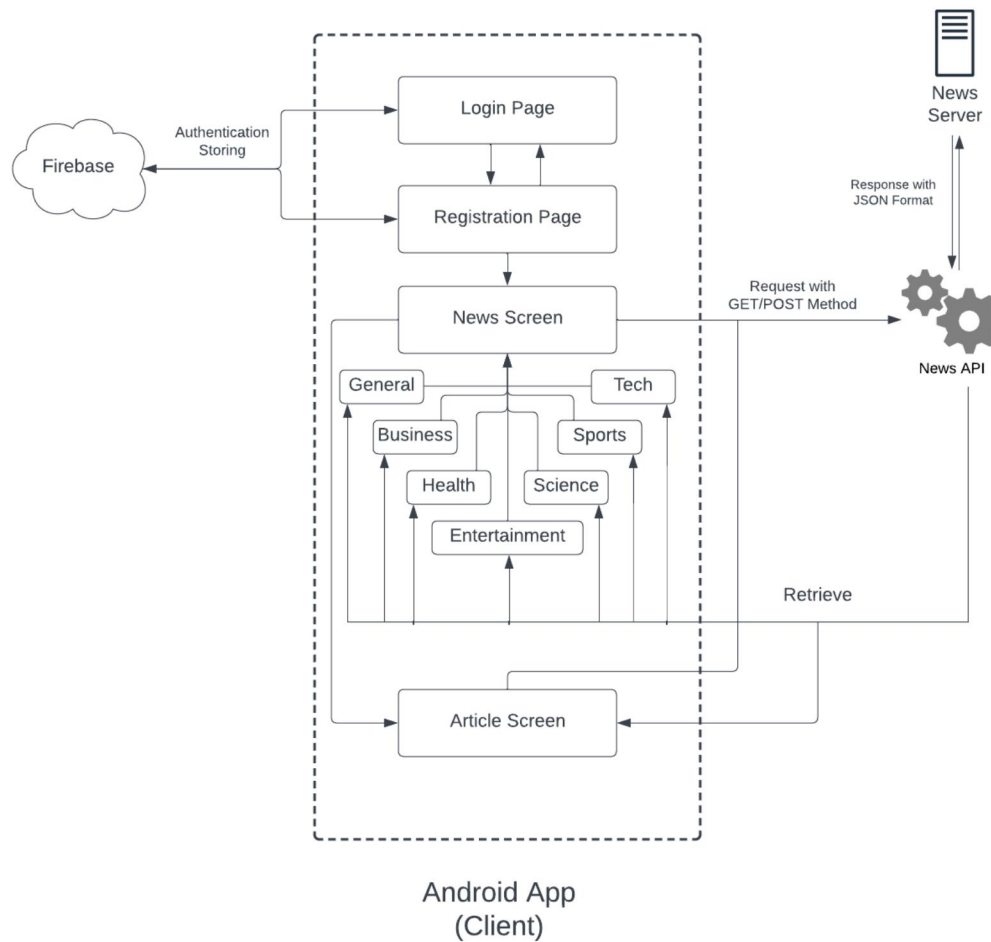 News
Server
Login Page
Authentication
Storing
Firebase
Response with
JSON Format
Registration Page
Request with
GET/POST Method
News Screen
News API
General
Tech
Business
Sports
Health
Science
Entertainment
Retrieve
Article Screen
Android App
(Client)